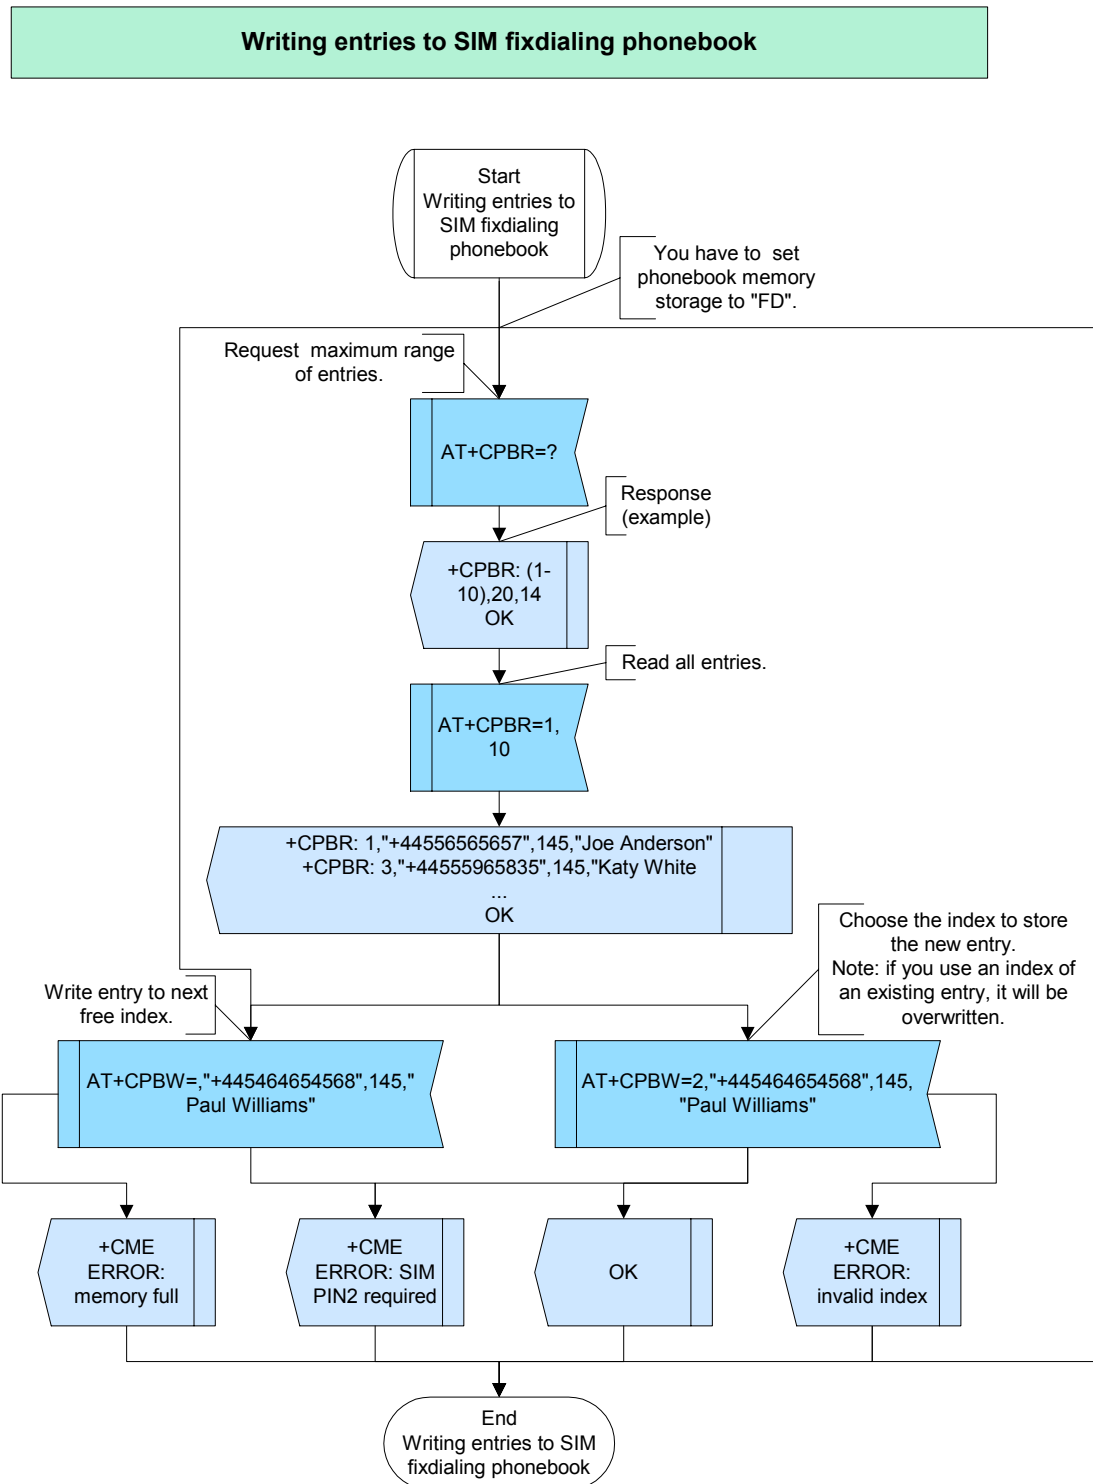 Writing entries to SIM fixdialing phonebook
Start
Writing entries to
SIM fixdialing
phonebook
You have to set
phonebook memory
storage to "FD".
Request maximum range
of entries.
AT+CPBR=?
Response
(example)
+CPBR: (1-
10),20,14
OK
Read all entries.
AT+CPBR=1,
10
+CPBR: 1,"+44556565657",145,"Joe Anderson"
+CPBR: 3,"+44555965835",145,"Katy White
...
OK
Choose the index to store
the new entry.
Note: if you use an index of
an existing entry, it will be
overwritten.
Write entry to next
free index.
AT+CPBW=,"+445464654568",145,"
Paul Williams"
AT+CPBW=2,"+445464654568",145,
"Paul Williams"
+CME
ERROR:
memory full
+CME
ERROR: SIM
PIN2 required
OK
+CME
ERROR:
invalid index
End
Writing entries to SIM
fixdialing phonebook